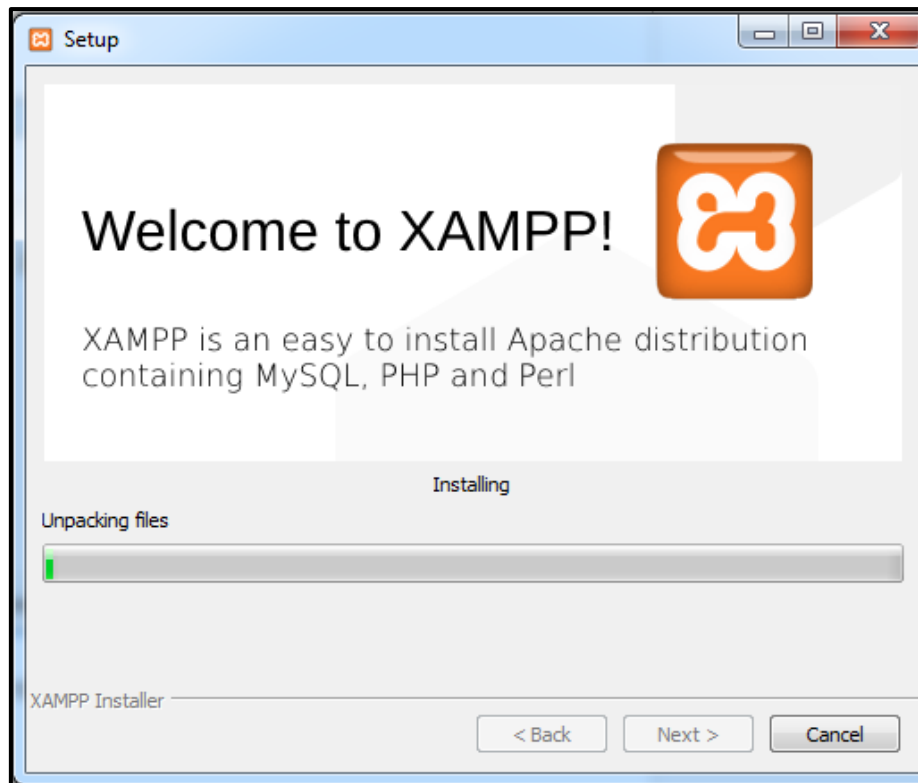 Setup
Welcome to XAMPP!
XAMPP is an easy to install Apache distribution
containing MySQL, PHP and Perl
Installing
Unpacking files
XAMPP Installer
< Back Next > Cancel